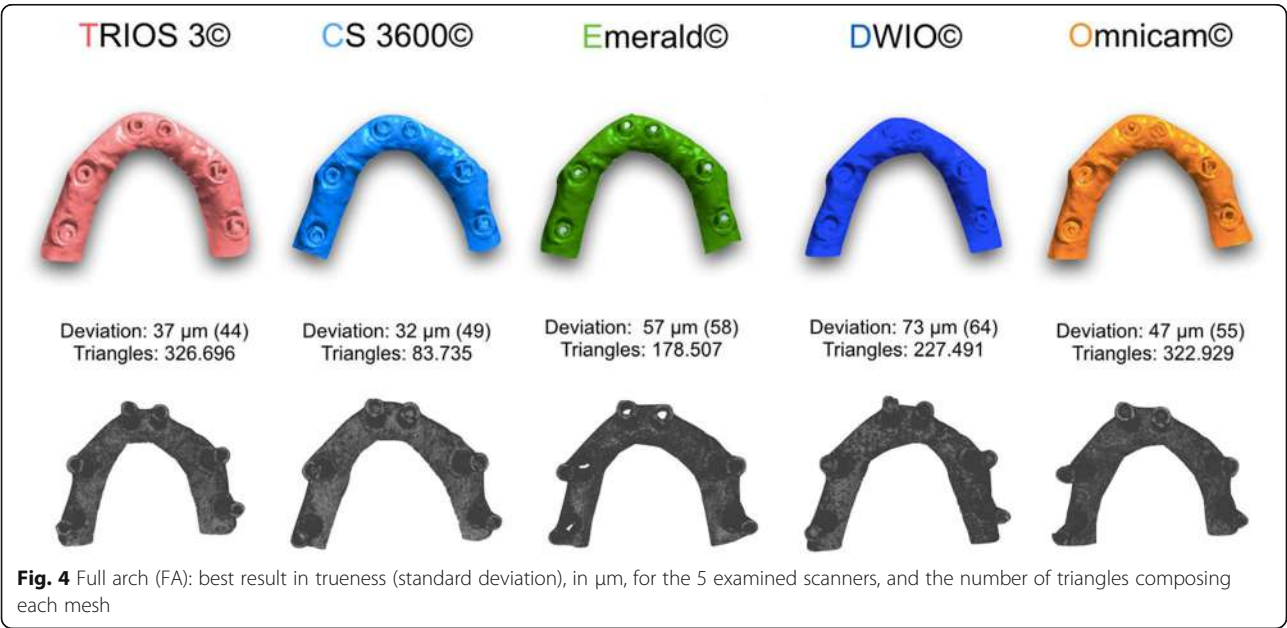 TRIOS 3© CS 3600© Emerald© DWIO© Omnicam©
Deviation: 37 µm (44)
Triangles: 326.696
Deviation: 32 µm (49)
Triangles: 83.735
Deviation: 57 µm (58)
Triangles: 178.507
Deviation: 73 µm (64)
Triangles: 227.491
Deviation: 47 µm (55)
Triangles: 322.929
Fig. 4 Full arch (FA): best result in trueness (standard deviation), in µm, for the 5 examined scanners, and the number of triangles composing
each mesh